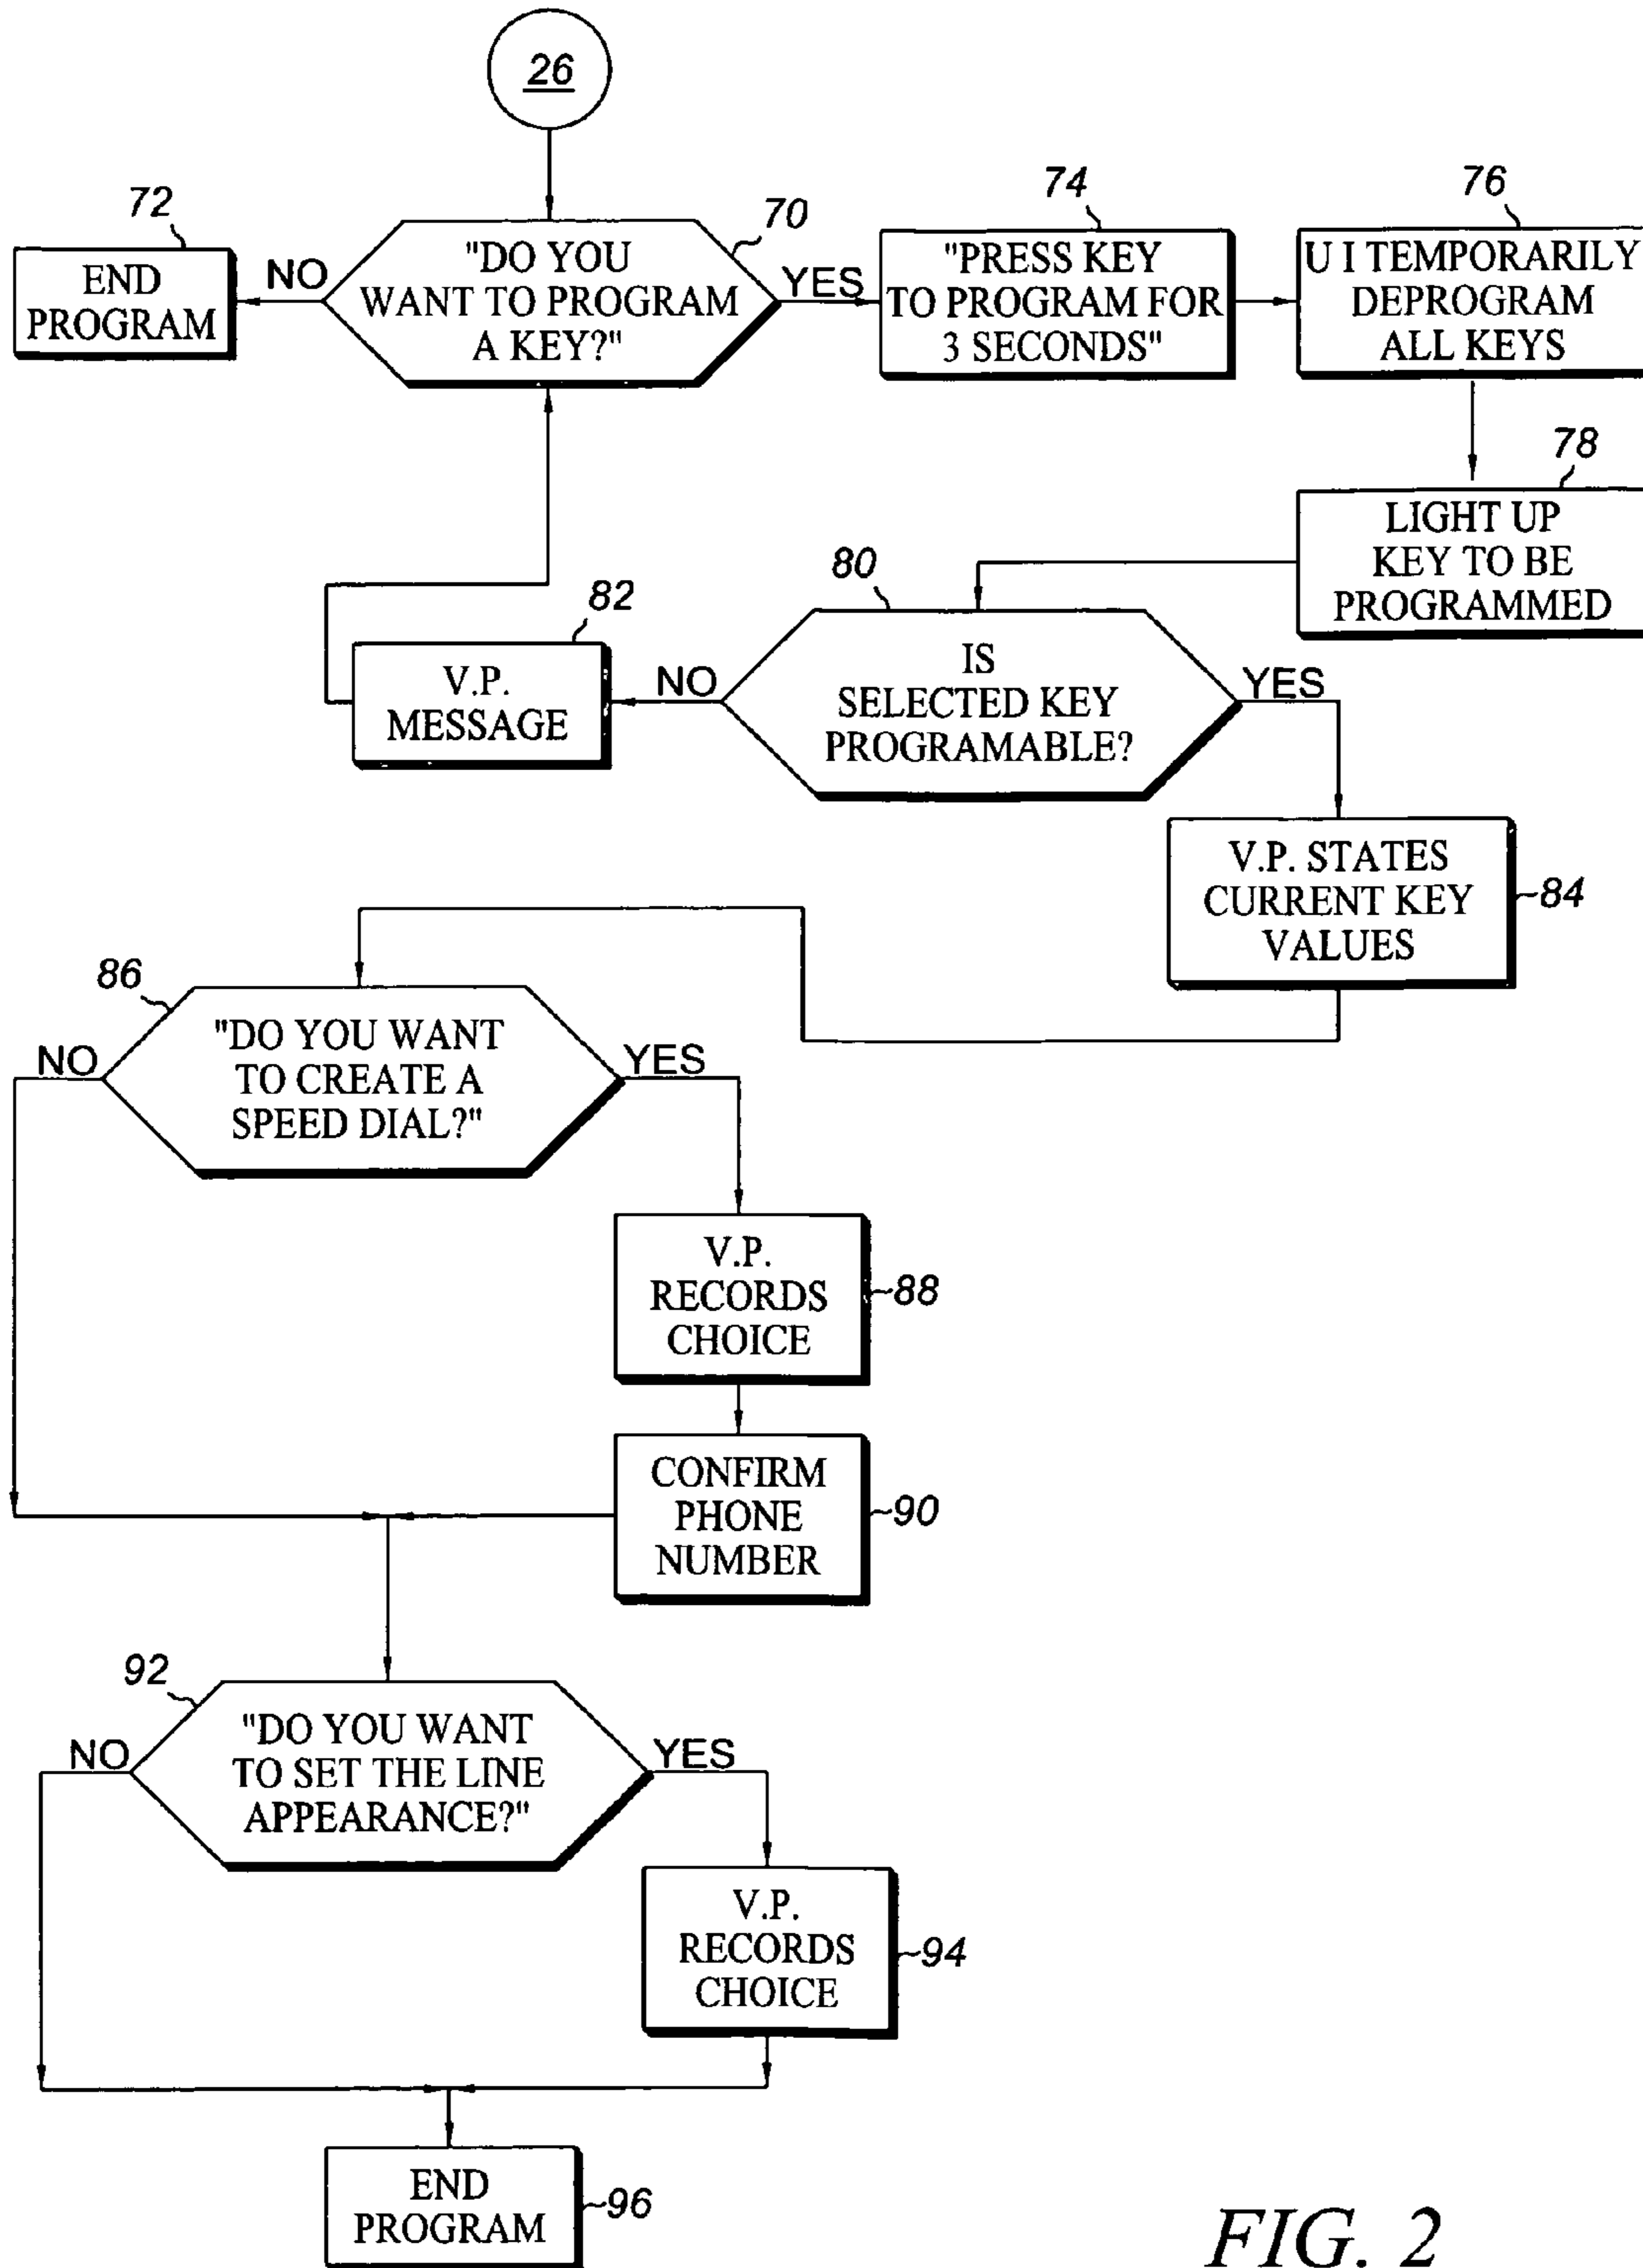 26
72
70
74
76
END
PROGRAM
NO
"DO YOU
WANT TO PROGRAM
A KEY?"
YES
"PRESS KEY
TO PROGRAM FOR
3 SECONDS"
U I TEMPORARILY
DEPROGRAM
ALL KEYS
78
LIGHT UP
KEY TO BE
PROGRAMMED
80
82
V.P.
MESSAGE
NO
IS
SELECTED KEY
PROGRAMABLE?
YES
V.P. STATES
CURRENT KEY
VALUES
84
86
NO
"DO YOU WANT
TO CREATE A
SPEED DIAL?"
YES
V.P.
RECORDS
CHOICE
88
CONFIRM
PHONE
NUMBER
90
92
NO
"DO YOU WANT
TO SET THE LINE
APPEARANCE?"
YES
V.P.
RECORDS
CHOICE
94
END
PROGRAM
96
FIG. 2